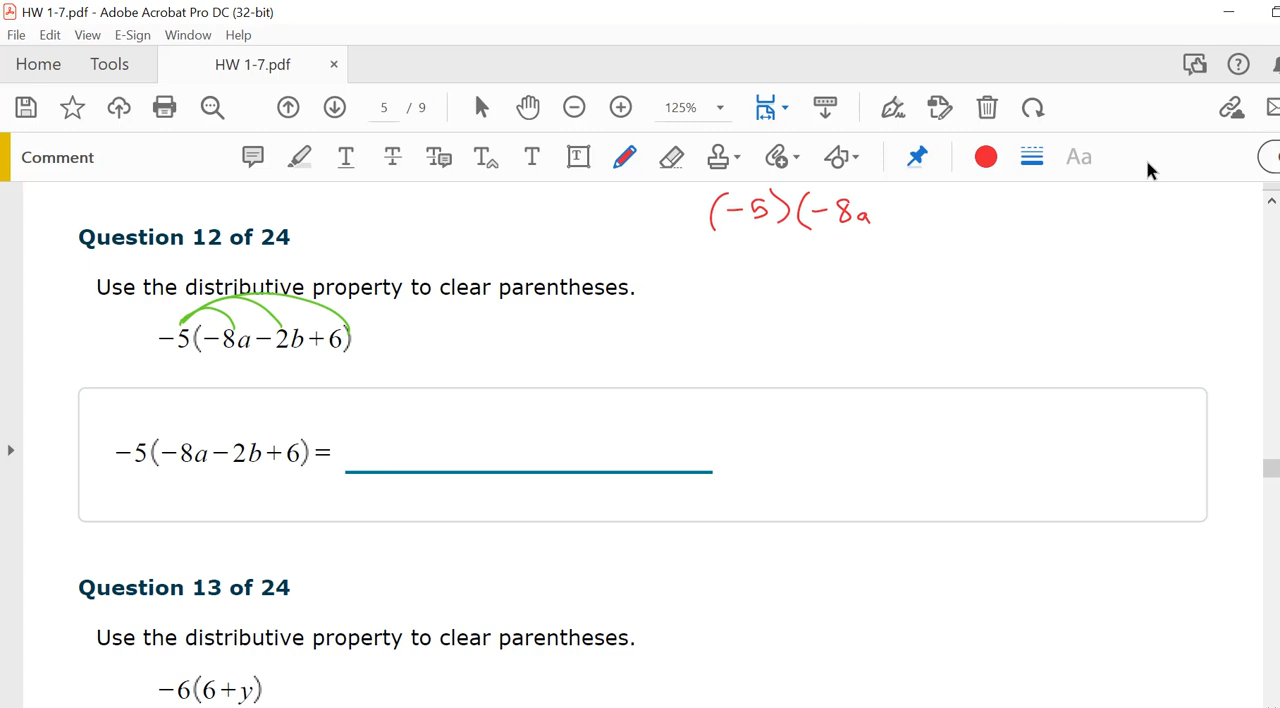 HW 1-7.pdf - Adobe Acrobat Pro DC (32-bit)
File Edit View E-Sign Window Help
Home Tools HW 1-7.pdf ×
5 / 9 125%
Comment Aa
(-5)(-8a
Question 12 of 24
Use the distributive property to clear parentheses.
−5(−8a−2b+6)
−5(−8a−2b+6)=
Question 13 of 24
Use the distributive property to clear parentheses.
−6(6+y)